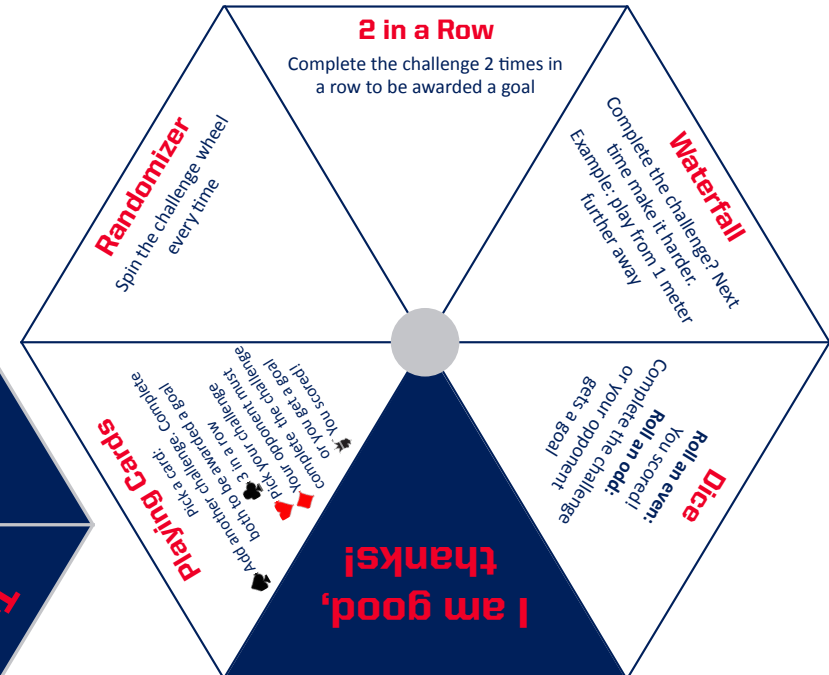 2 in a Row
Complete the challenge 2 times in
a row to be awarded a goal
Waterfall
Complete the challenge? Next
time make it harder.
Example: play from 1 meter
further away
Dice
Roll an even:
You scored!
Roll an odd:
Complete the challenge
or your opponent
gets a goal
I am good,
thanks!
Playing Cards
Pick a card:
Add another challenge. Complete
both to be awarded a goal
3 in a row
Pick your challenge
Your opponent must
complete the challenge
or you get a goal
You scored!
Randomizer
Spin the challenge wheel
every time